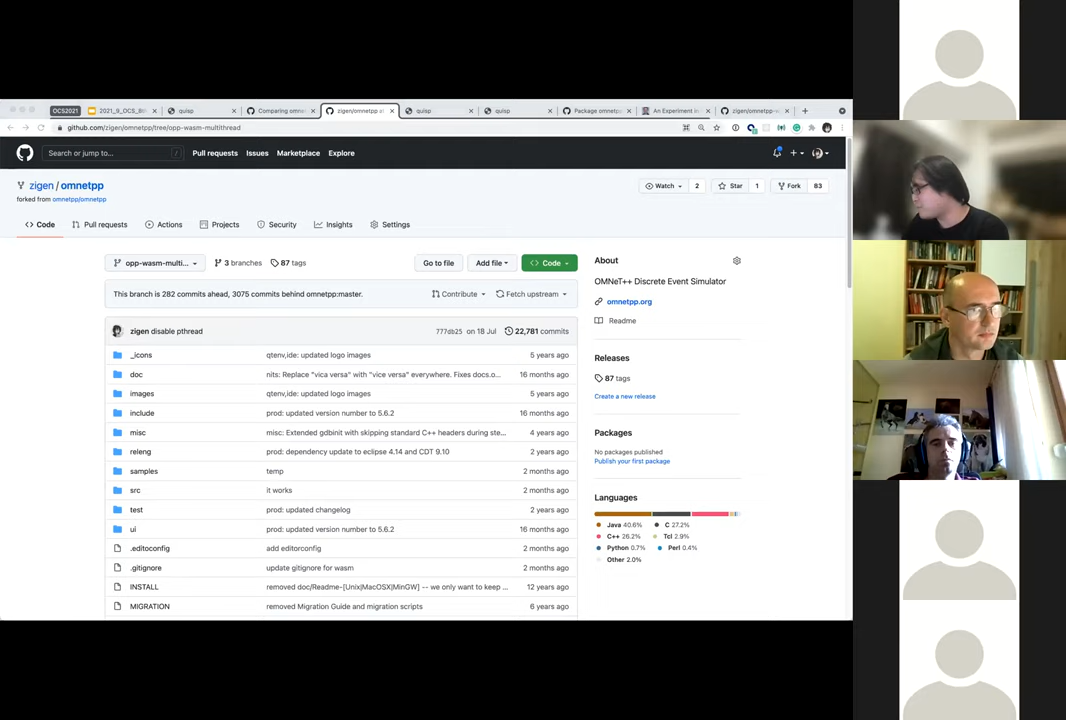 OCS2021
2021_9_OCS_8th
quisp
Comparing omne
zigen/omnetpp a
quisp
quisp
Package omnetp
An Experiment in
zigen/omnetpp-
github.com/zigen/omnetpp/tree/opp-wasm-multithread
Search or jump to...
/
Pull requests
Issues
Marketplace
Explore
zigen / omnetpp
forked from omnetpp/omnetpp
Watch 2
Star 1
Fork 83
Code
Pull requests
Actions
Projects
Security
Insights
Settings
opp-wasm-multi...
3 branches
87 tags
Go to file
Add file
Code
This branch is 282 commits ahead, 3075 commits behind omnetpp:master.
Contribute
Fetch upstream
zigen disable pthread
777db25 on 18 Jul
22,781 commits
_icons qtenv,ide: updated logo images 5 years ago
doc nits: Replace "vica versa" with "vice versa" everywhere. Fixes docs.o... 16 months ago
images qtenv,ide: updated logo images 5 years ago
include prod: updated version number to 5.6.2 16 months ago
misc misc: Extended gdbinit with skipping standard C++ headers during ste... 4 years ago
releng prod: dependency update to eclipse 4.14 and CDT 9.10 2 years ago
samples temp 2 months ago
src it works 2 months ago
test prod: updated changelog 2 years ago
ui prod: updated version number to 5.6.2 16 months ago
.editoconfig add editorconfig 2 months ago
.gitignore update gitignore for wasm 2 months ago
INSTALL removed doc/Readme-[Unix|MacOSX|MinGW] -- we only want to keep ... 12 years ago
MIGRATION removed Migration Guide and migration scripts 6 years ago
About
OMNeT++ Discrete Event Simulator
omnetpp.org
Readme
Releases
87 tags
Create a new release
Packages
No packages published
Publish your first package
Languages
Java 40.6% C 27.2%
C++ 26.2% Tcl 2.9%
Python 0.7% Perl 0.4%
Other 2.0%